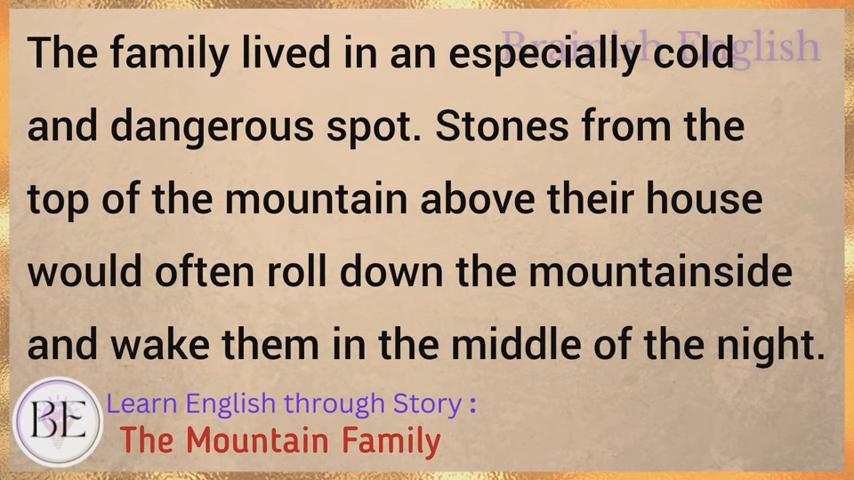 Brainish English
The family lived in an especially cold
and dangerous spot. Stones from the
top of the mountain above their house
would often roll down the mountainside
and wake them in the middle of the night.
BE
Learn English through Story :
The Mountain Family